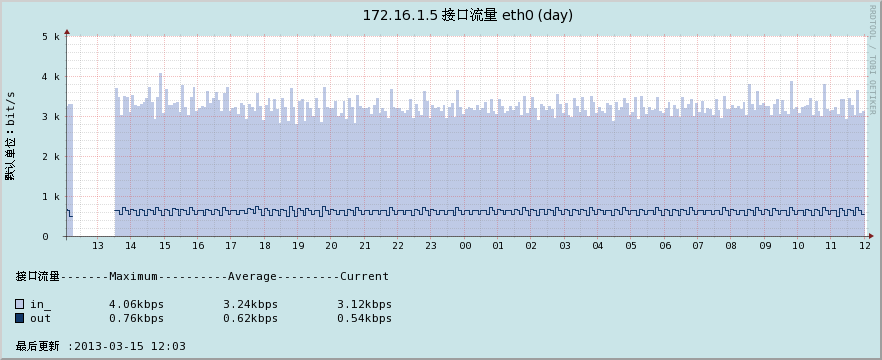 172.16.1.5 接口流量 eth0 (day)
RRDTOOL / TOBI OETIKER
默认单位：bit/s
5 k
4 k
3 k
2 k
1 k
0
13 14 15 16 17 18 19 20 21 22 23 00 01 02 03 04 05 06 07 08 09 10 11 12
接口流量-------Maximum----------Average---------Current
in_ 4.06kbps 3.24kbps 3.12kbps
out 0.76kbps 0.62kbps 0.54kbps
最后更新 :2013-03-15 12:03